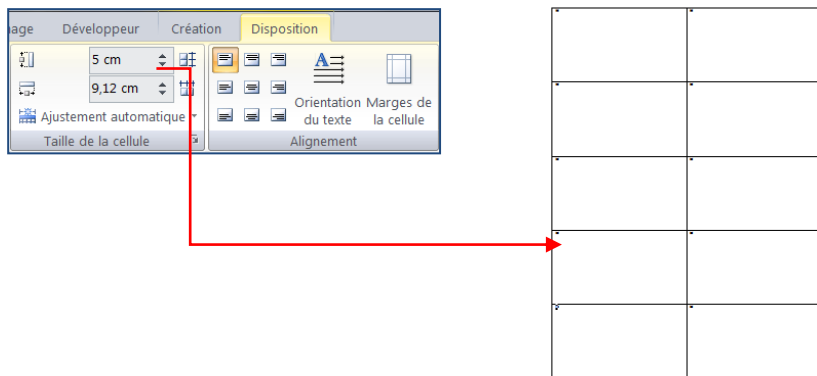 nage Développeur Création Disposition
5 cm
9,12 cm
Ajustement automatique
Orientation du texte
Marges de la cellule
Taille de la cellule
Alignement